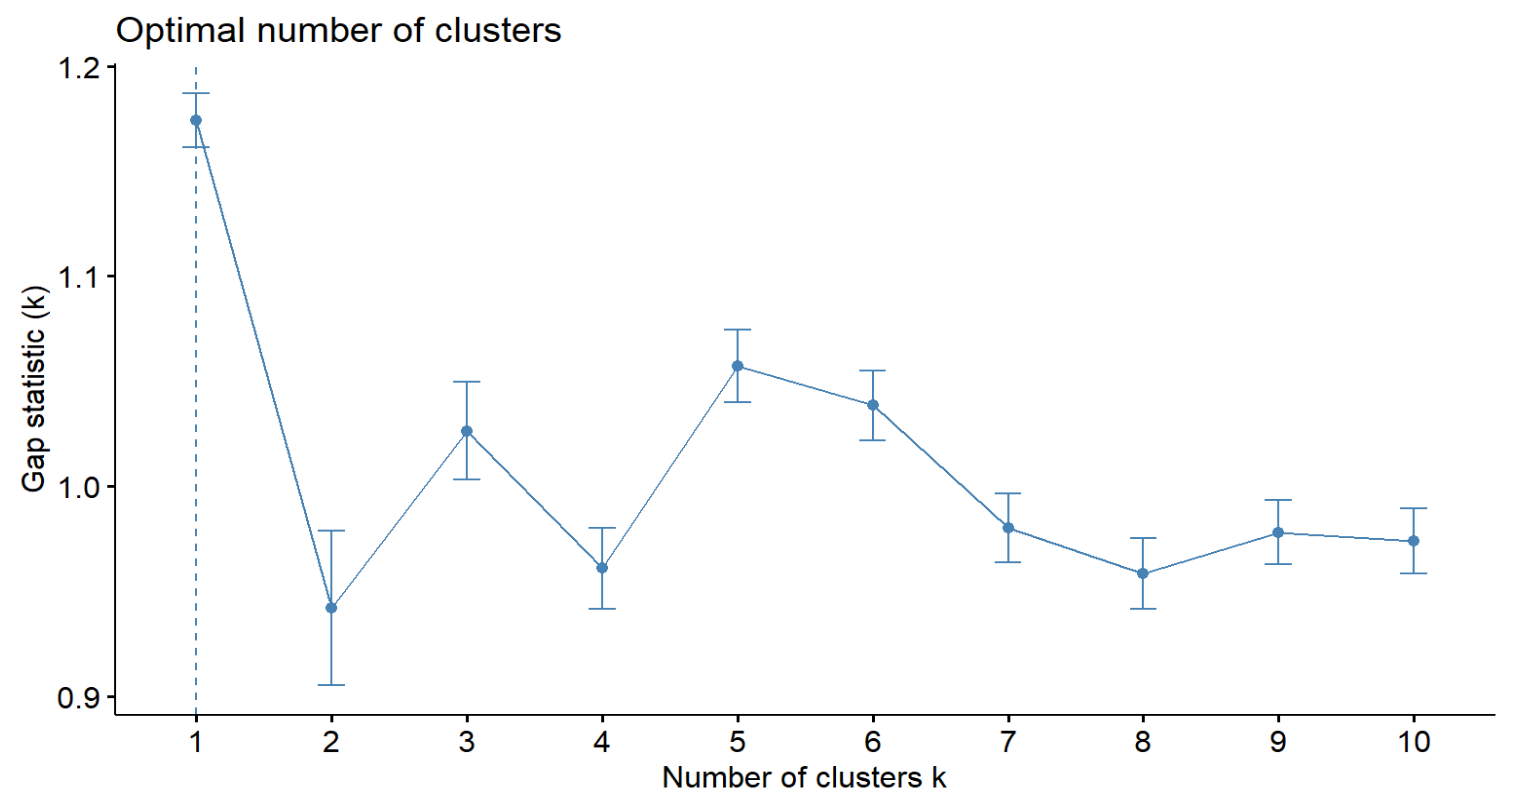 Optimal number of clusters
1.2
1.1
1.0
0.9
Gap statistic (k)
1 2 3 4 5 6 7 8 9 10
Number of clusters k